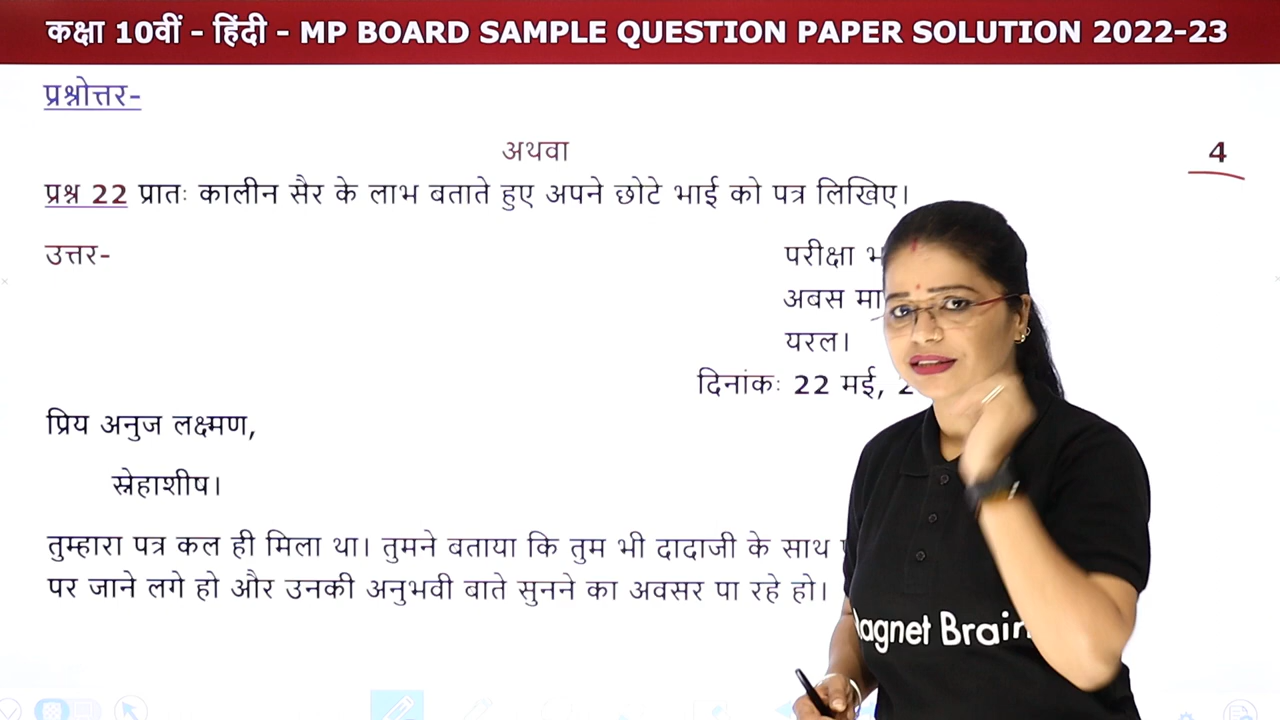 कक्षा 10वीं - हिंदी - MP BOARD SAMPLE QUESTION PAPER SOLUTION 2022-23
प्रश्नोत्तर-
अथवा
4
प्रश्न 22 प्रातः कालीन सैर के लाभ बताते हुए अपने छोटे भाई को पत्र लिखिए।
उत्तर-
परीक्षा
अवस
यरल।
दिनांकः 22 मई,
प्रिय अनुज लक्ष्मण,
स्नेहाशीष।
तुम्हारा पत्र कल ही मिला था। तुमने बताया कि तुम भी दादाजी के साथ
पर जाने लगे हो और उनकी अनुभवी बाते सुनने का अवसर पा रहे हो।
agnet Brain